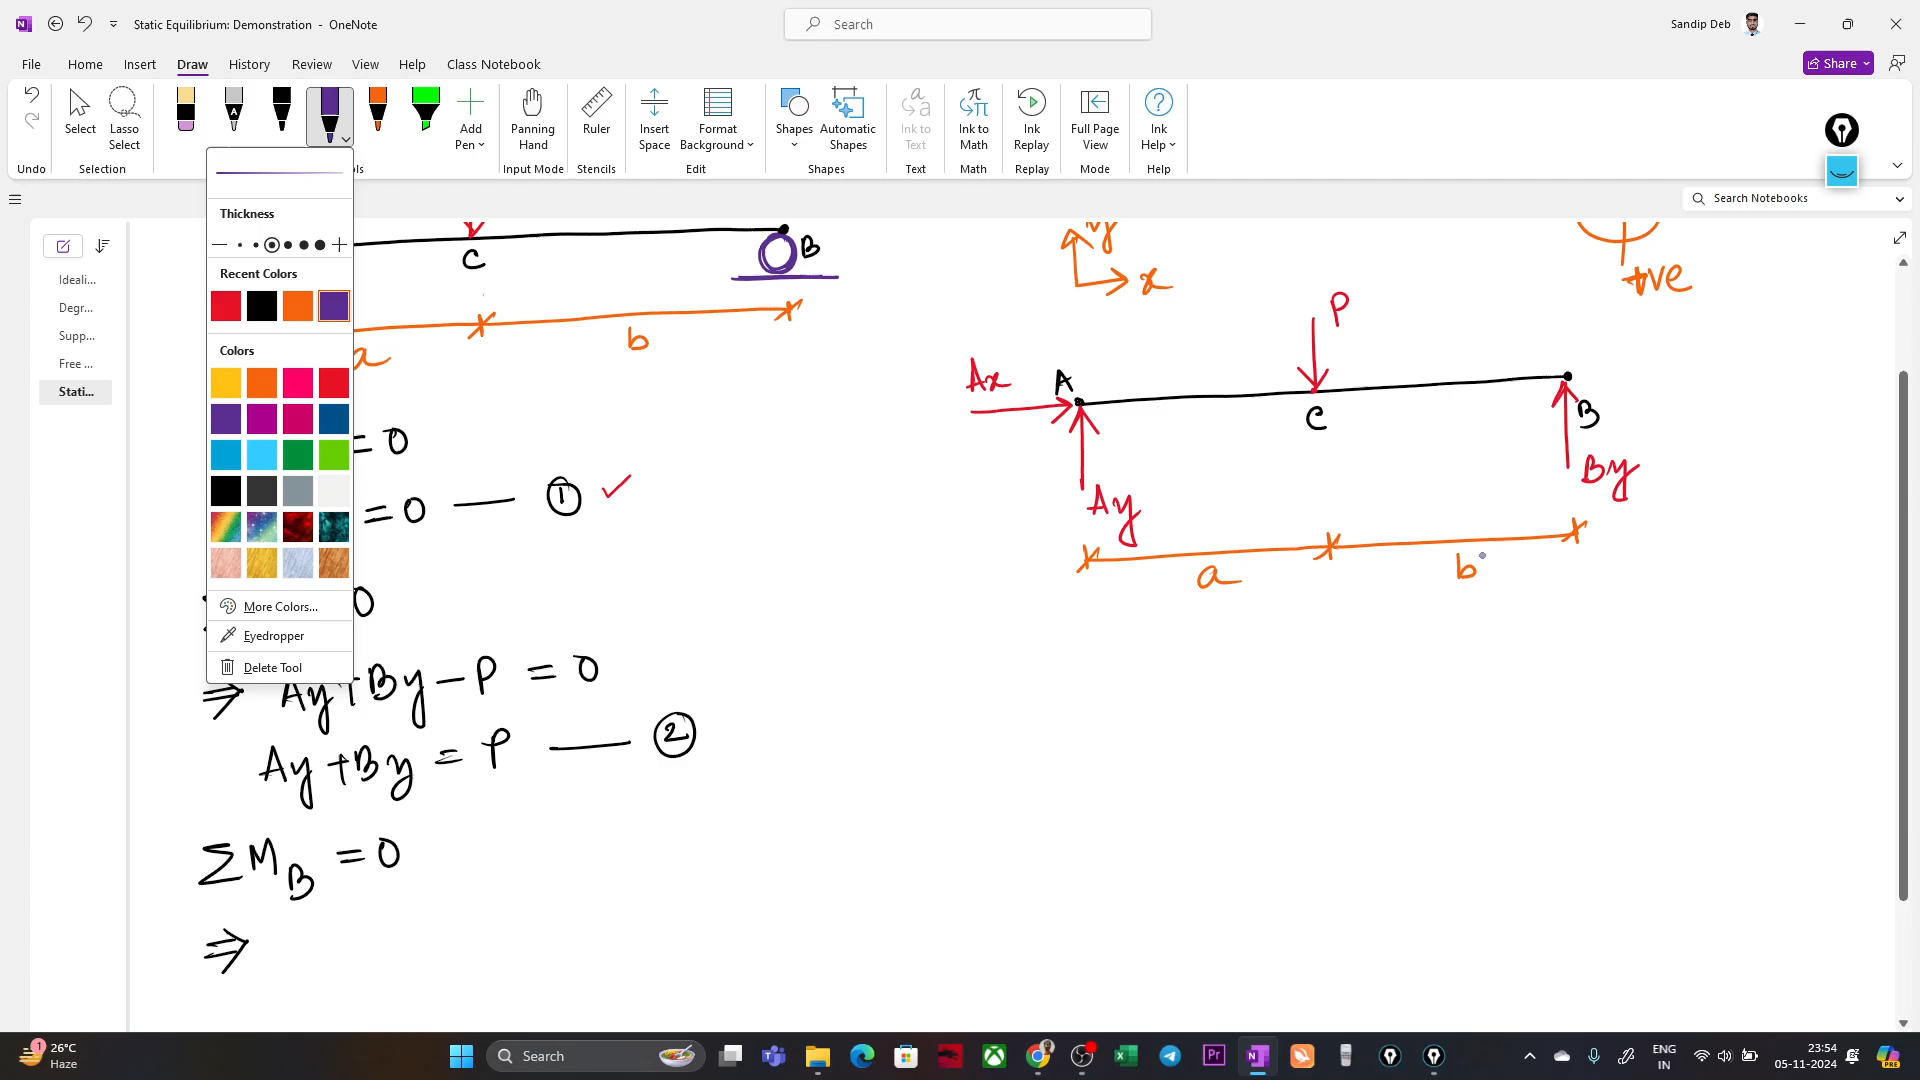 Static Equilibrium: Demonstration - OneNote
Search
Sandip Deb
File Home Insert Draw History Review View Help Class Notebook
Share
Select
Lasso Select
Add Pen
Panning Hand
Ruler
Insert Space
Format Background
Shapes
Automatic Shapes
Ink to Text
Ink to Math
Ink Replay
Full Page View
Ink Help
Undo Selection Input Mode Stencils Edit Shapes Text Math Replay Mode Help
Search Notebooks
Thickness
Recent Colors
Colors
More Colors...
Eyedropper
Delete Tool
Ideali...
Degr...
Supp...
Free ...
Stati...
C B
a b
y
x
+ve
P
Ax A
C B
Ay By
a b
= 0
= 0 — ①
0
⇒ Ay + By - P = 0
Ay + By = P — ②
∑M_B = 0
⇒
1
26°C
Haze
Search
ENG
IN
23:54
05-11-2024